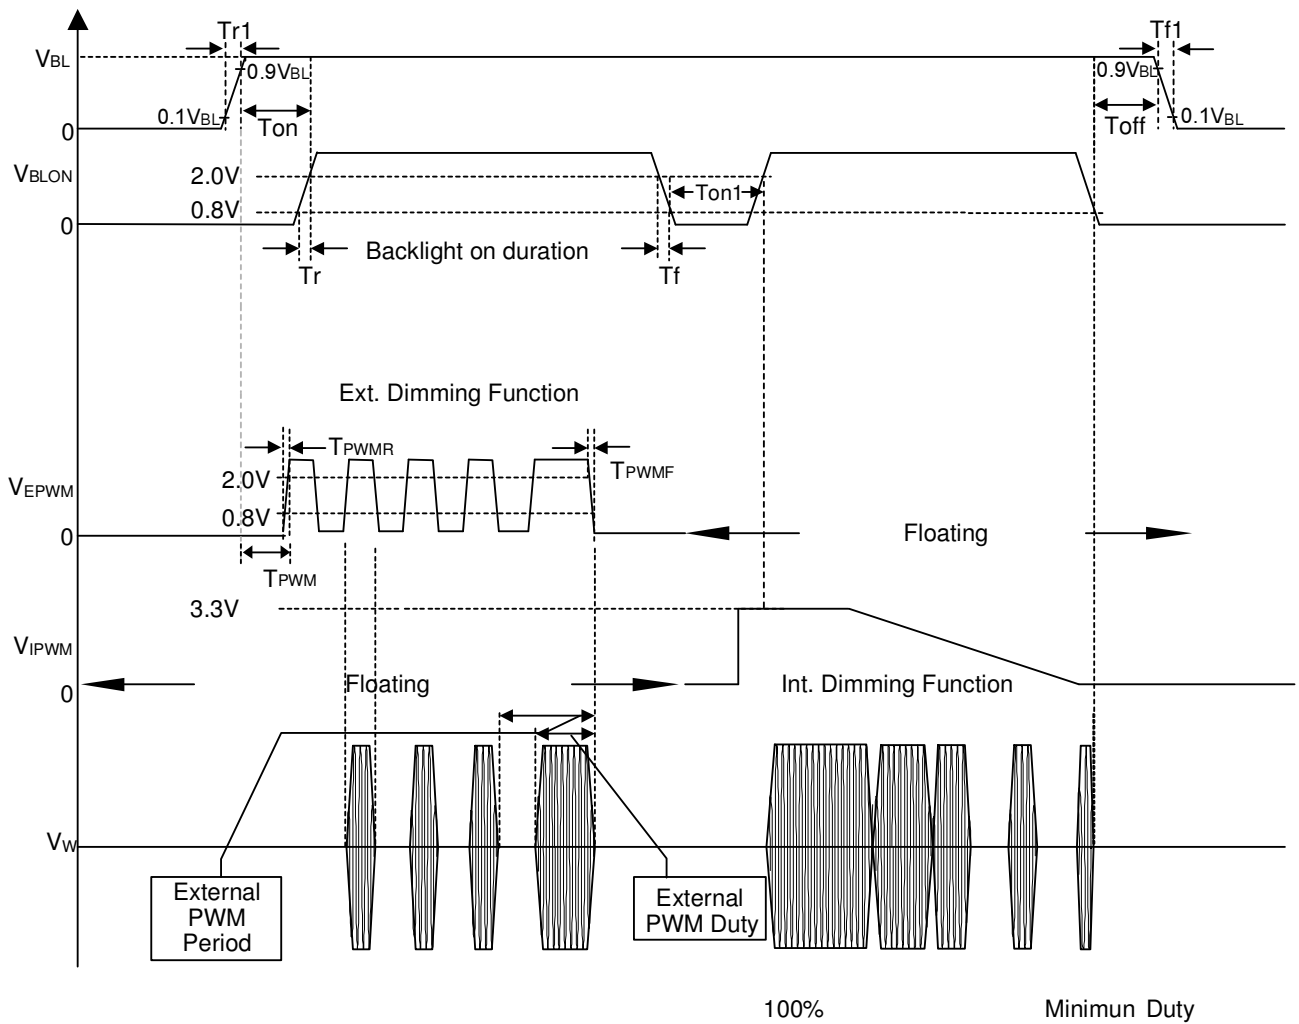 Tr1
Tf1
VBL
0.9VBL
0.9VBL
0.1VBL
Ton
Toff
0.1VBL
0
VBLON
2.0V
Ton1
0.8V
0
Backlight on duration
Tr
Tf
Ext. Dimming Function
TPWMR
TPWMF
2.0V
VEPWM
0.8V
0
Floating
TPWM
3.3V
VIPWM
0
Floating
Int. Dimming Function
VW
External
PWM
Period
External
PWM Duty
100%
Minimun Duty